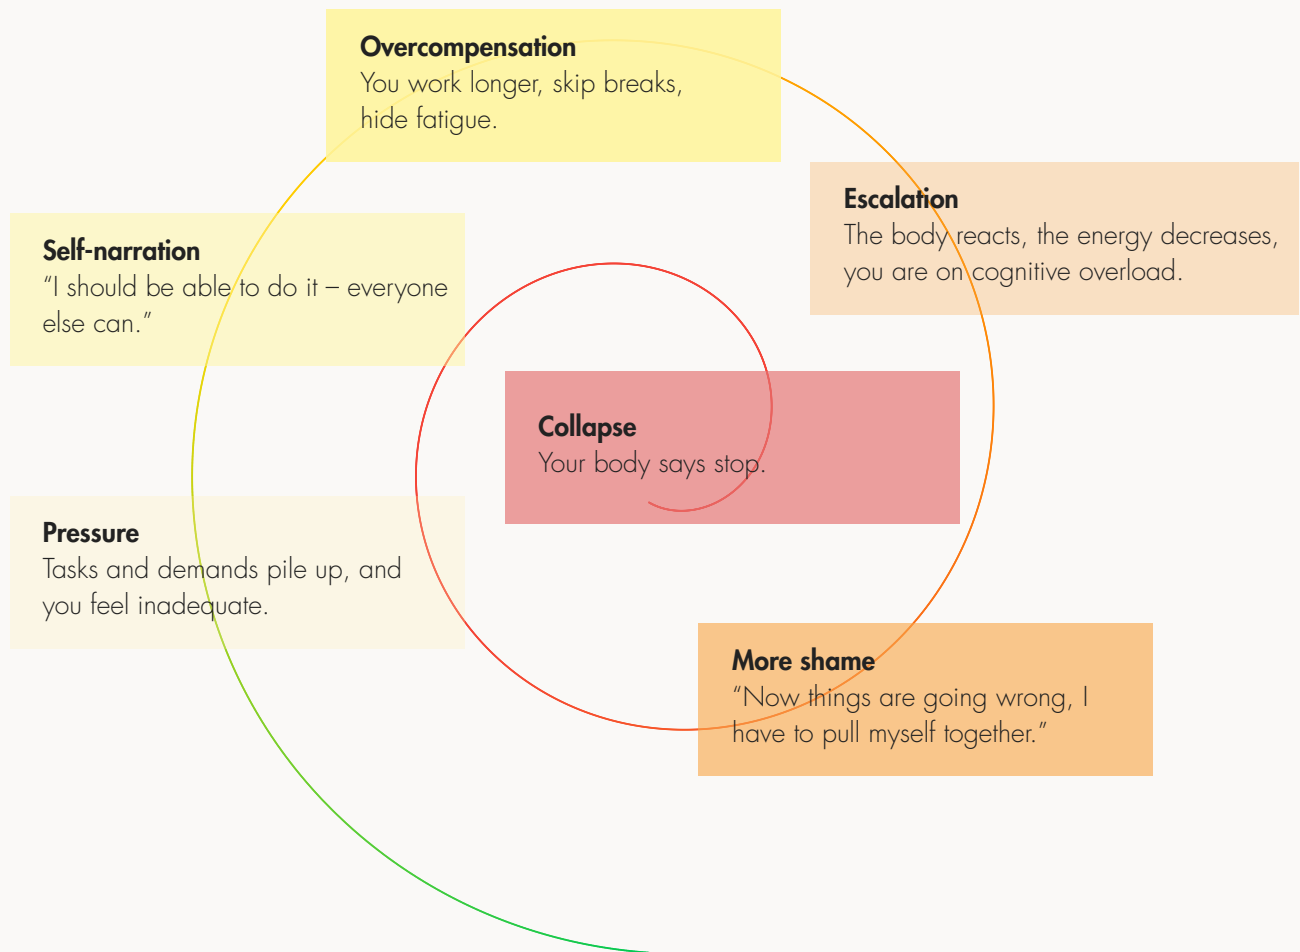 Overcompensation
You work longer, skip breaks,
hide fatigue.
Escalation
The body reacts, the energy decreases,
you are on cognitive overload.
Self-narration
“I should be able to do it – everyone
else can.”
Collapse
Your body says stop.
Pressure
Tasks and demands pile up, and
you feel inadequate.
More shame
“Now things are going wrong, I
have to pull myself together.”